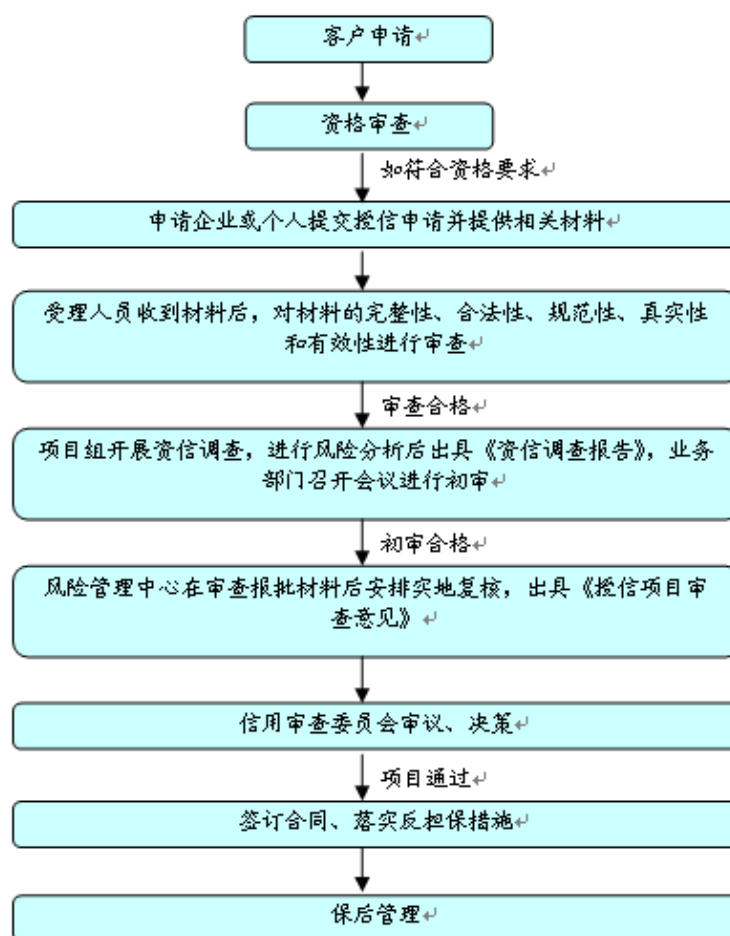 客户申请
资格审查
如符合资格要求
申请企业或个人提交授信申请并提供相关材料
受理人员收到材料后，对材料的完整性、合法性、规范性、真实性
和有效性进行审查
审查合格
项目组开展资信调查，进行风险分析后出具《资信调查报告》，业务
部门召开会议进行初审
初审合格
风险管理中心在审查报批材料后安排实地复核，出具《授信项目审
查意见》
信用审查委员会审议、决策
项目通过
签订合同、落实反担保措施
保后管理